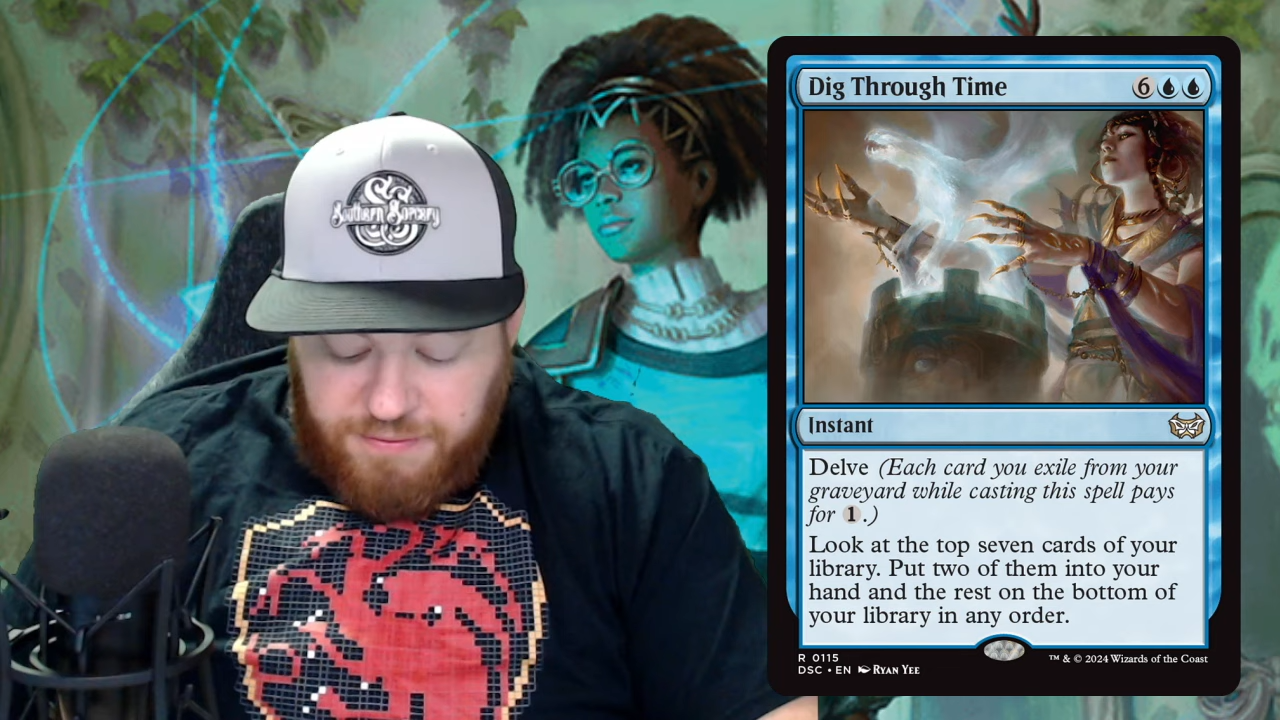 Southern Sorcery
Dig Through Time
6
Instant
Delve (Each card you exile from your
graveyard while casting this spell pays
for 1.)
Look at the top seven cards of your
library. Put two of them into your
hand and the rest on the bottom of
your library in any order.
R 0115
DSC • EN Ryan Yee
™ & © 2024 Wizards of the Coast